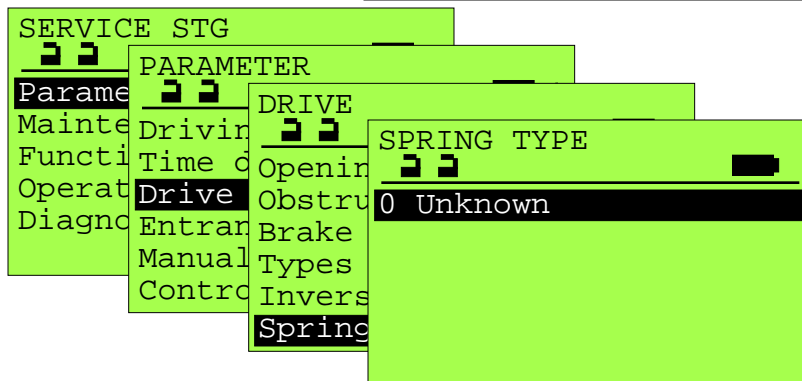 SERVICE STG
Parame
Mainte
Functi
Operat
Diagno
PARAMETER
Drivin
Time d
Drive
Entran
Manual
Contro
DRIVE
Openin
Obstru
Brake
Types
Invers
Spring
SPRING TYPE
0 Unknown